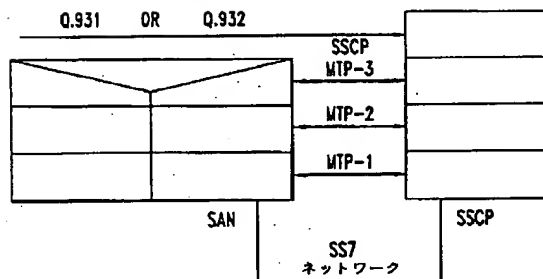 Q.931 OR Q.932
SSCP
MTP-3
MTP-2
MTP-1
SAN
SSCP
SS7
ネットワーク